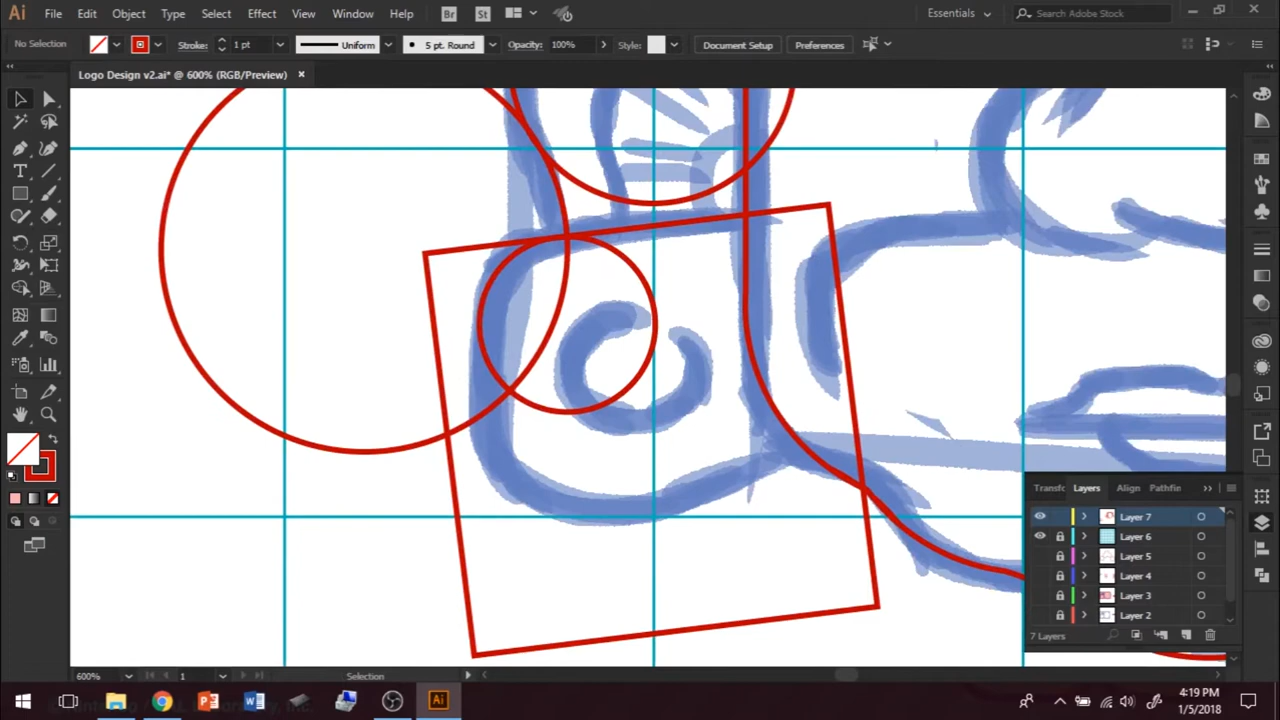 Ai File Edit Object Type Select Effect View Window Help Br St Essentials Search Adobe Stock
No Selection Stroke: 1 pt Uniform 5 pt. Round Opacity: 100% Style: Document Setup Preferences
Logo Design v2.ai* @ 600% (RGB/Preview) ×
Transfc Layers Align Pathfin
Layer 7
Layer 6
Layer 5
Layer 4
Layer 3
Layer 2
7 Layers
600% 1 Selection
4:19 PM
1/5/2018